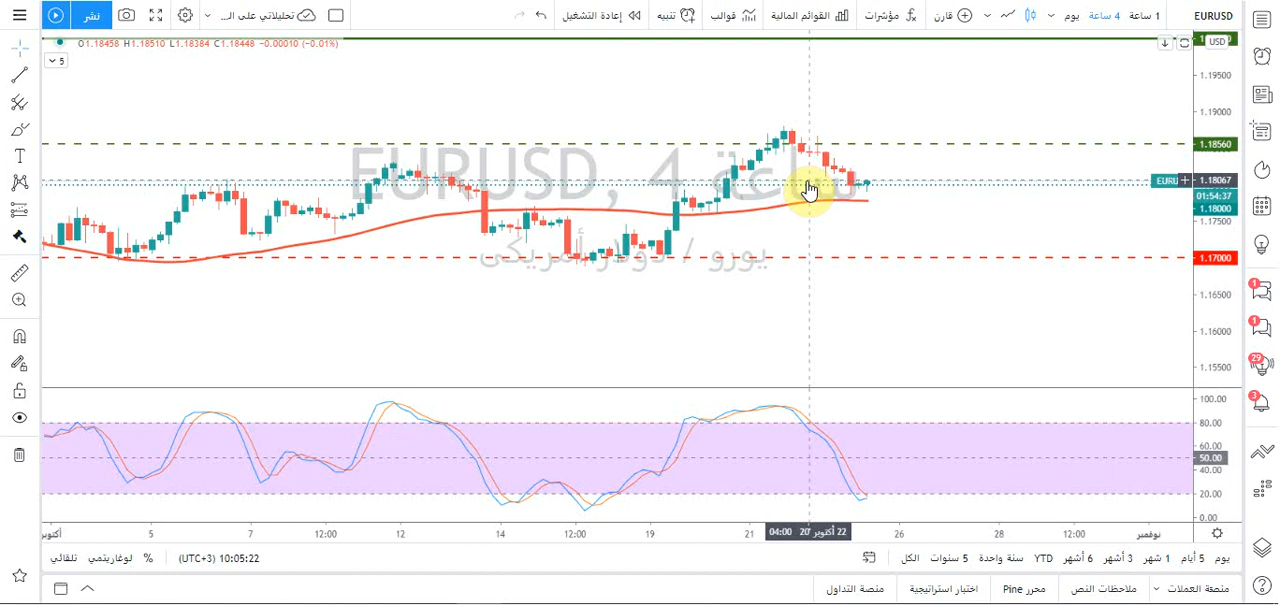 نشر
تحليلاتي على الـ...
إعادة التشغيل
تنبيه
قوالب
القوائم المالية
مؤشرات
قارن
يوم
4 ساعة
1 ساعة
EURUSD
O1.18458 H1.18510 L1.18384 C1.18448 -0.00010 (-0.01%)
5
USD
1.19500
1.19000
1.18560
EURU
1.18067
01:54:37
1.18000
1.17500
1.17000
1.16500
1.16000
1.15500
EURUSD, 4 ساعة
يورو / دولار أمريكي
100.00
80.00
60.00
50.00
40.00
20.00
0.00
أكتوبر
5
7
12:00
12
14
12:00
19
21
22 أكتوبر '20 04:00
26
28
12:00
نوفمبر
تلقائي
لوغاريتمي
%
10:05:22 (UTC+3)
الكل
5 سنوات
سنة واحدة
YTD
6 أشهر
3 أشهر
1 شهر
5 أيام
يوم
منصة التداول
اختبار استراتيجية
محرر Pine
ملاحظات النص
منقصة العملات
1
1
29
3